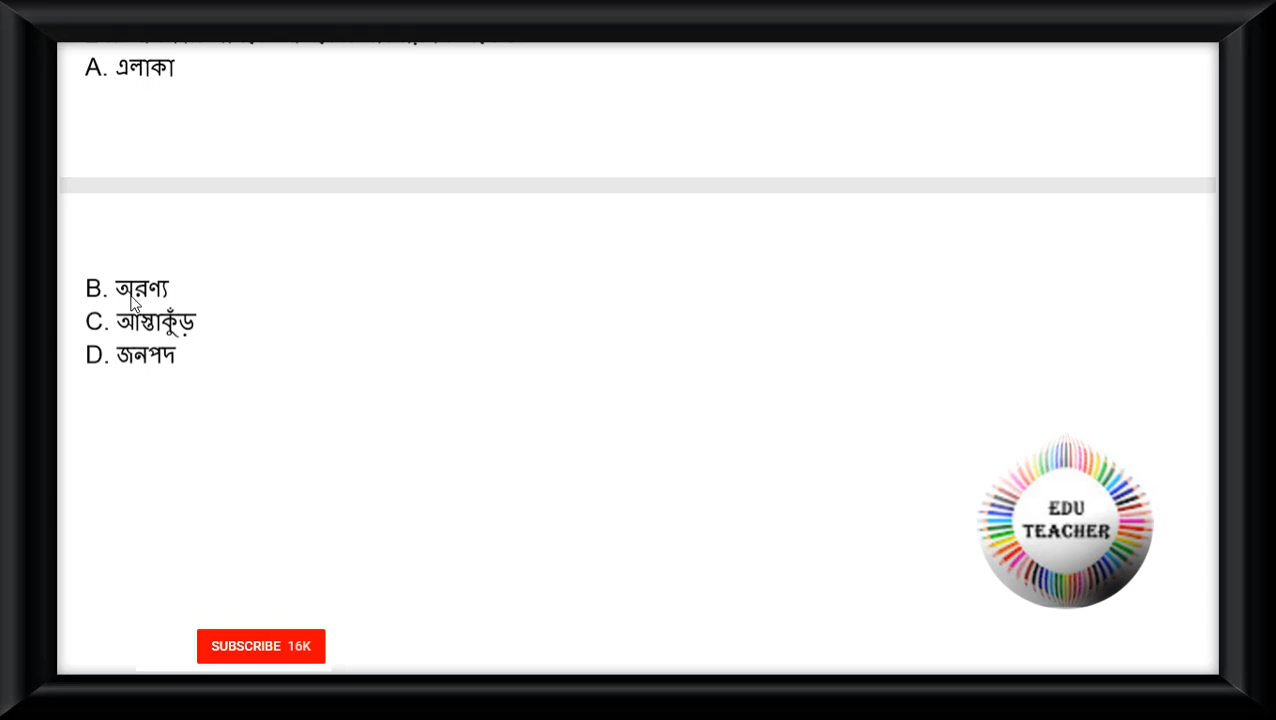 A. এলাকা
B. অরণ্য
C. আস্তাকুঁড়
D. জনপদ
EDU
TEACHER
SUBSCRIBE 16K